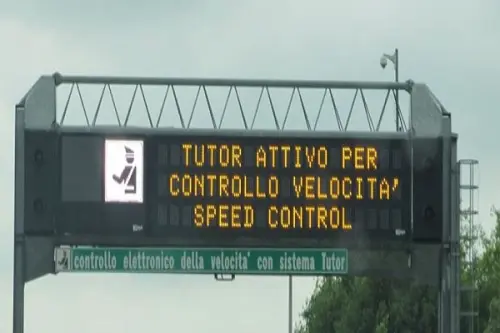 TUTOR ATTIVO PER
CONTROLLO VELOCITA'
SPEED CONTROL
controllo elettronico della velocita' con sistema Tutor